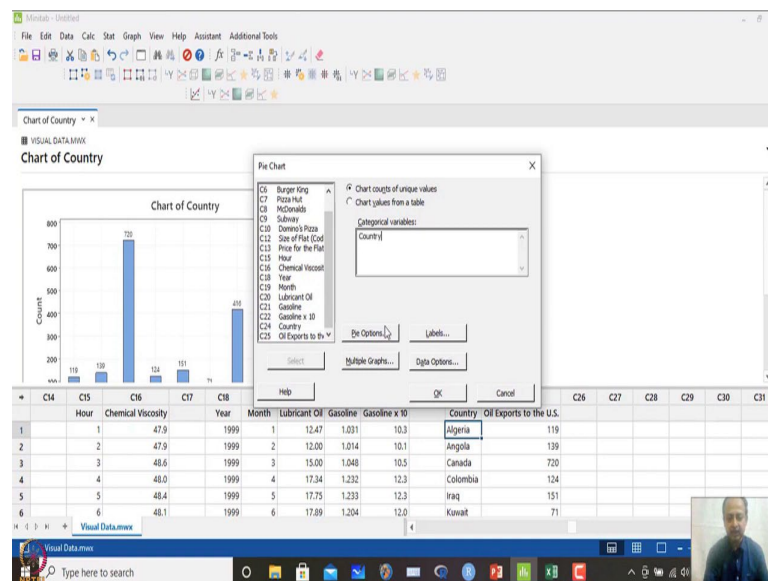 Minitab - Untitled
File Edit Data Calc Stat Graph View Help Assistant Additional Tools
Chart of Country
VISUAL DATA.MWX
Chart of Country
Chart of Country
Count
800
700
600
500
400
300
200
720
418
119 139 124 151 71
Pie Chart
C6 Burger King
C7 Pizza Hut
C8 McDonalds
C9 Subway
C10 Domino's Pizza
C12 Size of Flat (Cod
C13 Price for the Flat
C15 Hour
C16 Chemical Viscosit
C18 Year
C19 Month
C20 Lubricant Oil
C21 Gasoline
C22 Gasoline x 10
C24 Country
C25 Oil Exports to th
Chart counts of unique values
Chart values from a table
Categorical variables:
Country
Pie Options... Labels...
Select Multiple Graphs... Data Options...
Help OK Cancel
C14 C15 C16 C17 C18 C26 C27 C28 C29 C30 C31
Hour Chemical Viscosity Year Month Lubricant Oil Gasoline Gasoline x 10 Country Oil Exports to the U.S.
1 1 47.9 1999 1 12.47 1.031 10.3 Algeria 119
2 2 47.9 1999 2 12.00 1.014 10.1 Angola 139
3 3 48.6 1999 3 15.00 1.048 10.5 Canada 720
4 4 48.0 1999 4 17.34 1.232 12.3 Colombia 124
5 5 48.4 1999 5 17.75 1.233 12.3 Iraq 151
6 6 48.1 1999 6 17.89 1.204 12.0 Kuwait 71
Visual Data.mwx
Visual Data.mwx
Type here to search